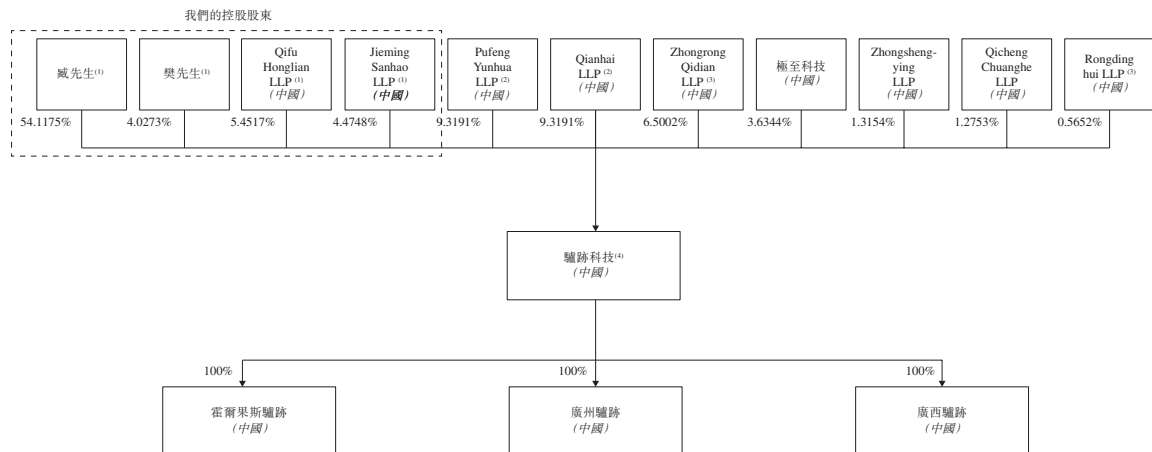 我們的控股股東
臧先生(1)
樊先生(1)
Qifu
Honglian
LLP (1)
(中國)
Jieming
Sanhao
LLP (1)
(中國)
Pufeng
Yunhua
LLP (2)
(中國)
Qianhai
LLP (2)
(中國)
Zhongrong
Qidian
LLP (3)
(中國)
極至科技
(中國)
Zhongsheng-
ying
LLP
Qicheng
Chuanghe
LLP
(中國)
Rongding
hui LLP (3)
(中國)
54.1175%
4.0273%
5.4517%
4.4748%
9.3191%
9.3191%
6.5002%
3.6344%
1.3154%
1.2753%
0.5652%
驢跡科技(4)
(中國)
100%
100%
100%
霍爾果斯驢跡
(中國)
廣州驢跡
(中國)
廣西驢跡
(中國)